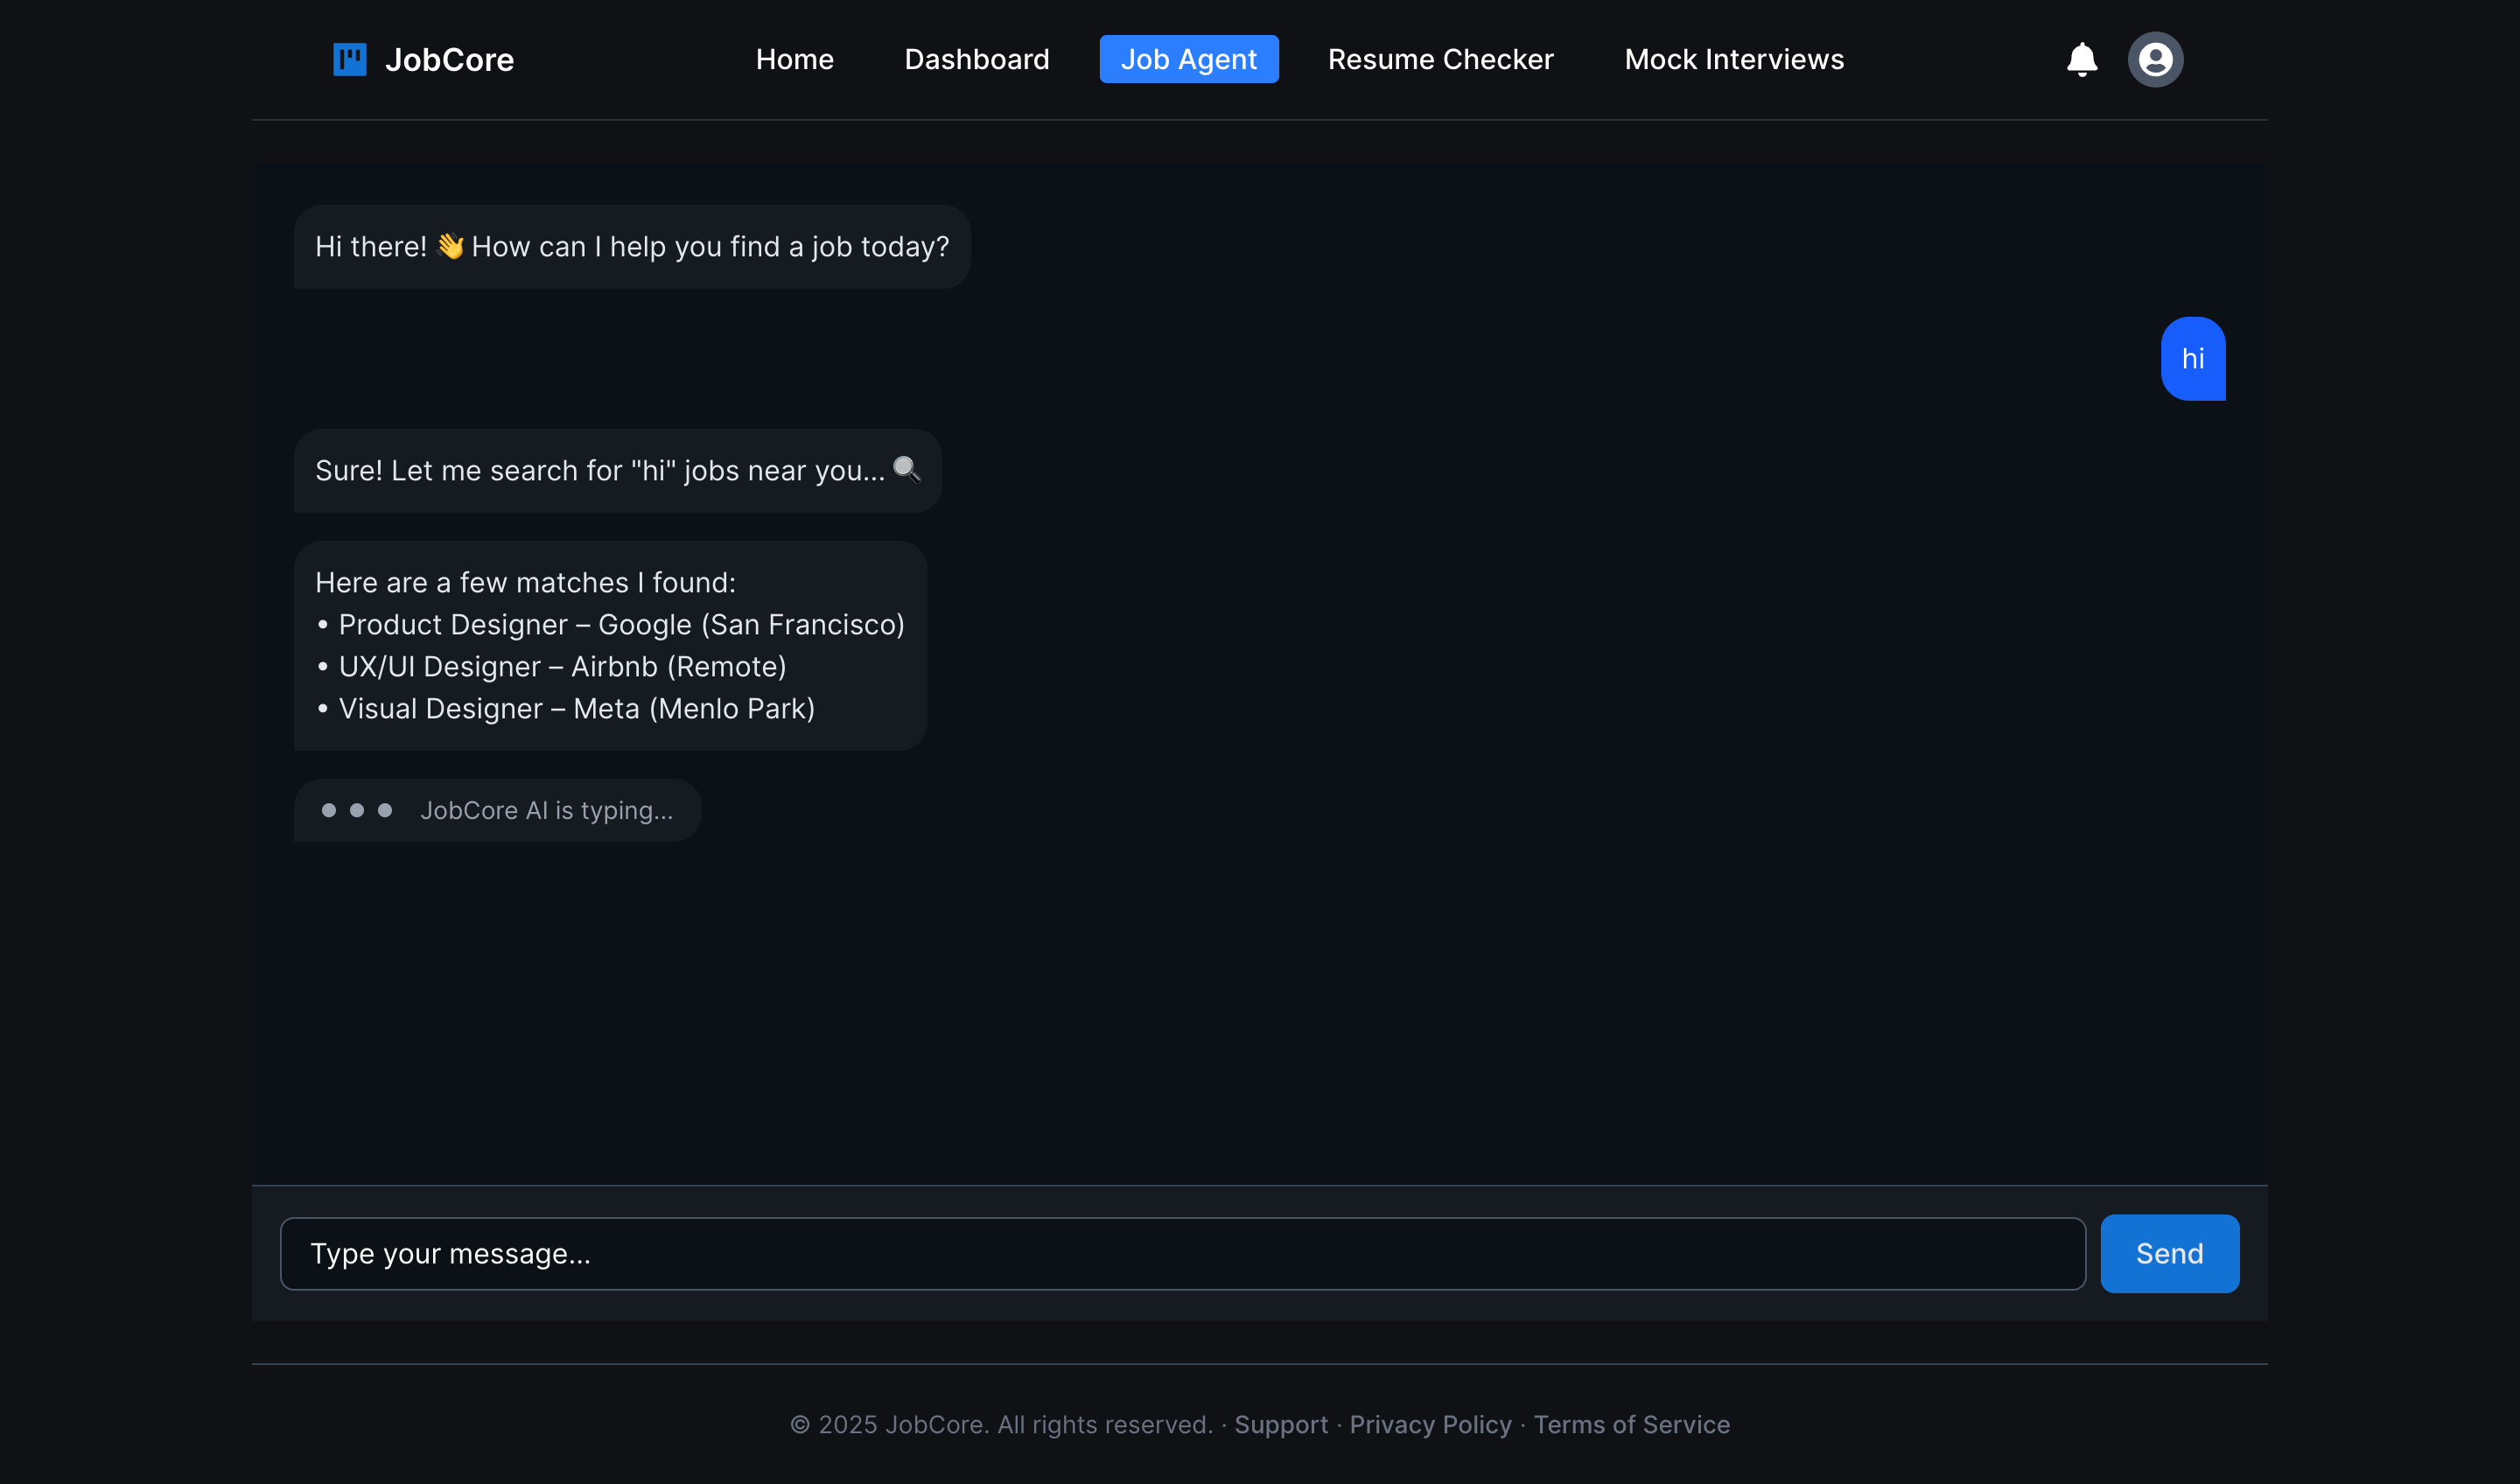 JobCore
Home
Dashboard
Job Agent
Resume Checker
Mock Interviews
Hi there! 👋 How can I help you find a job today?
hi
Sure! Let me search for "hi" jobs near you... 🔍
Here are a few matches I found:
• Product Designer – Google (San Francisco)
• UX/UI Designer – Airbnb (Remote)
• Visual Designer – Meta (Menlo Park)
JobCore AI is typing...
Type your message...
Send
© 2025 JobCore. All rights reserved. · Support · Privacy Policy · Terms of Service